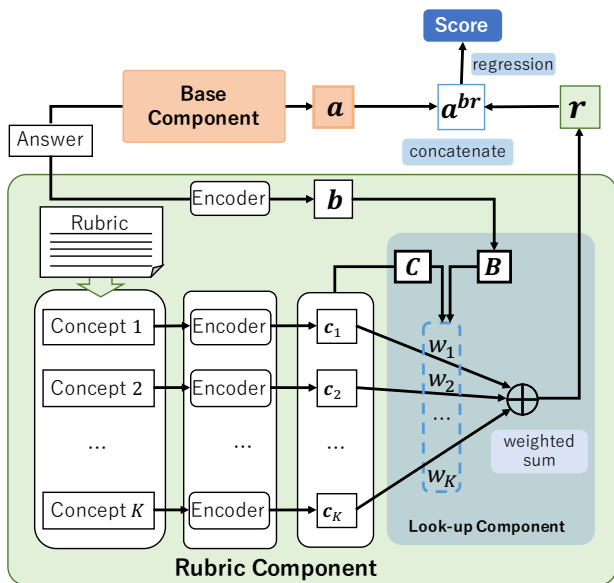 Score
regression
Base
Component
a
a^{br}
r
Answer
concatenate
Encoder
b
Rubric
C
B
Concept 1
Encoder
c_1
w_1
Concept 2
Encoder
c_2
w_2
...
...
...
...
weighted
sum
Concept K
Encoder
c_K
w_K
Look-up Component
Rubric Component